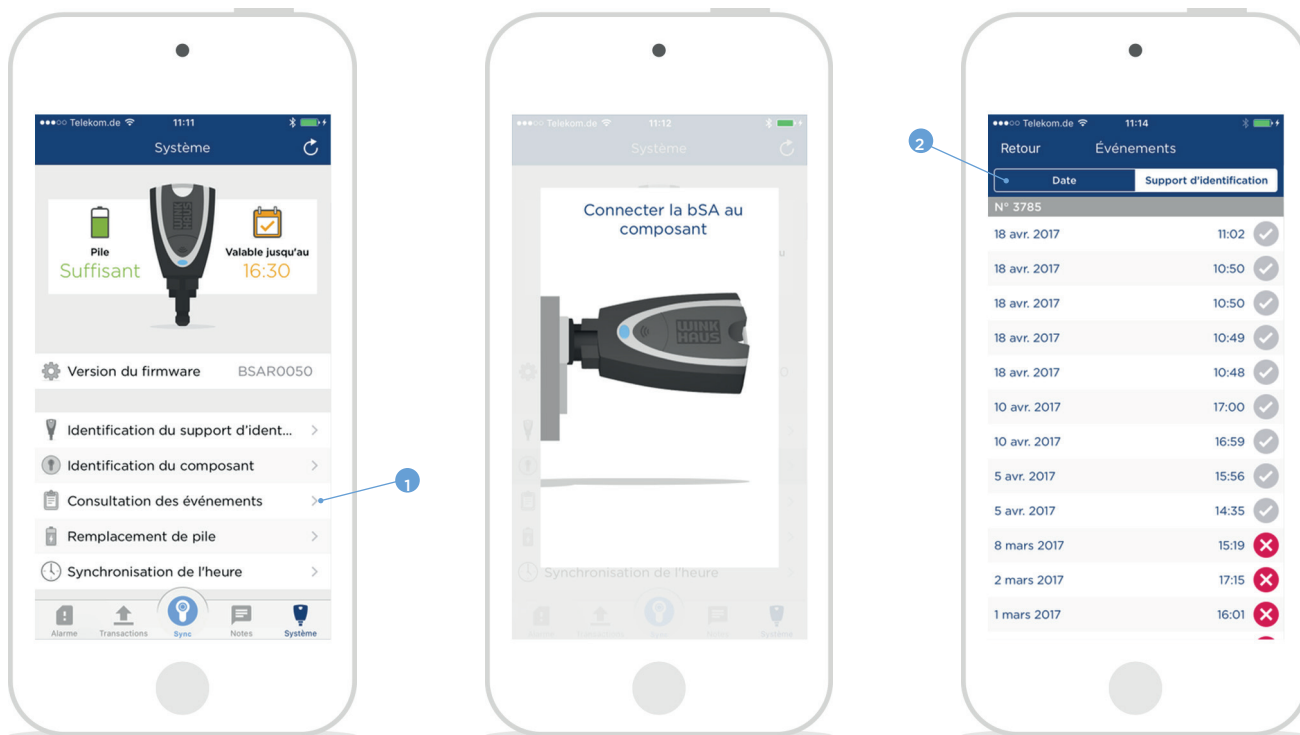 Telekom.de 11:11
Système
Pile
Suffisant
Valable jusqu'au
16:30
Version du firmware BSAR0050
Identification du support d'ident... >
Identification du composant >
Consultation des événements >
Remplacement de pile >
Synchronisation de l'heure >
Alarme Transactions Sync Notes Système
1
Telekom.de 11:12
Système
Connecter la bSA au
composant
WINK
HAUS
Synchronisation de l'heure
Alarme Transactions Sync Notes Système
2
Telekom.de 11:14
Retour Événements
Date Support d'identification
N° 3785
18 avr. 2017 11:02
18 avr. 2017 10:50
18 avr. 2017 10:50
18 avr. 2017 10:49
18 avr. 2017 10:48
10 avr. 2017 17:00
10 avr. 2017 16:59
5 avr. 2017 15:56
5 avr. 2017 14:35
8 mars 2017 15:19
2 mars 2017 17:15
1 mars 2017 16:01